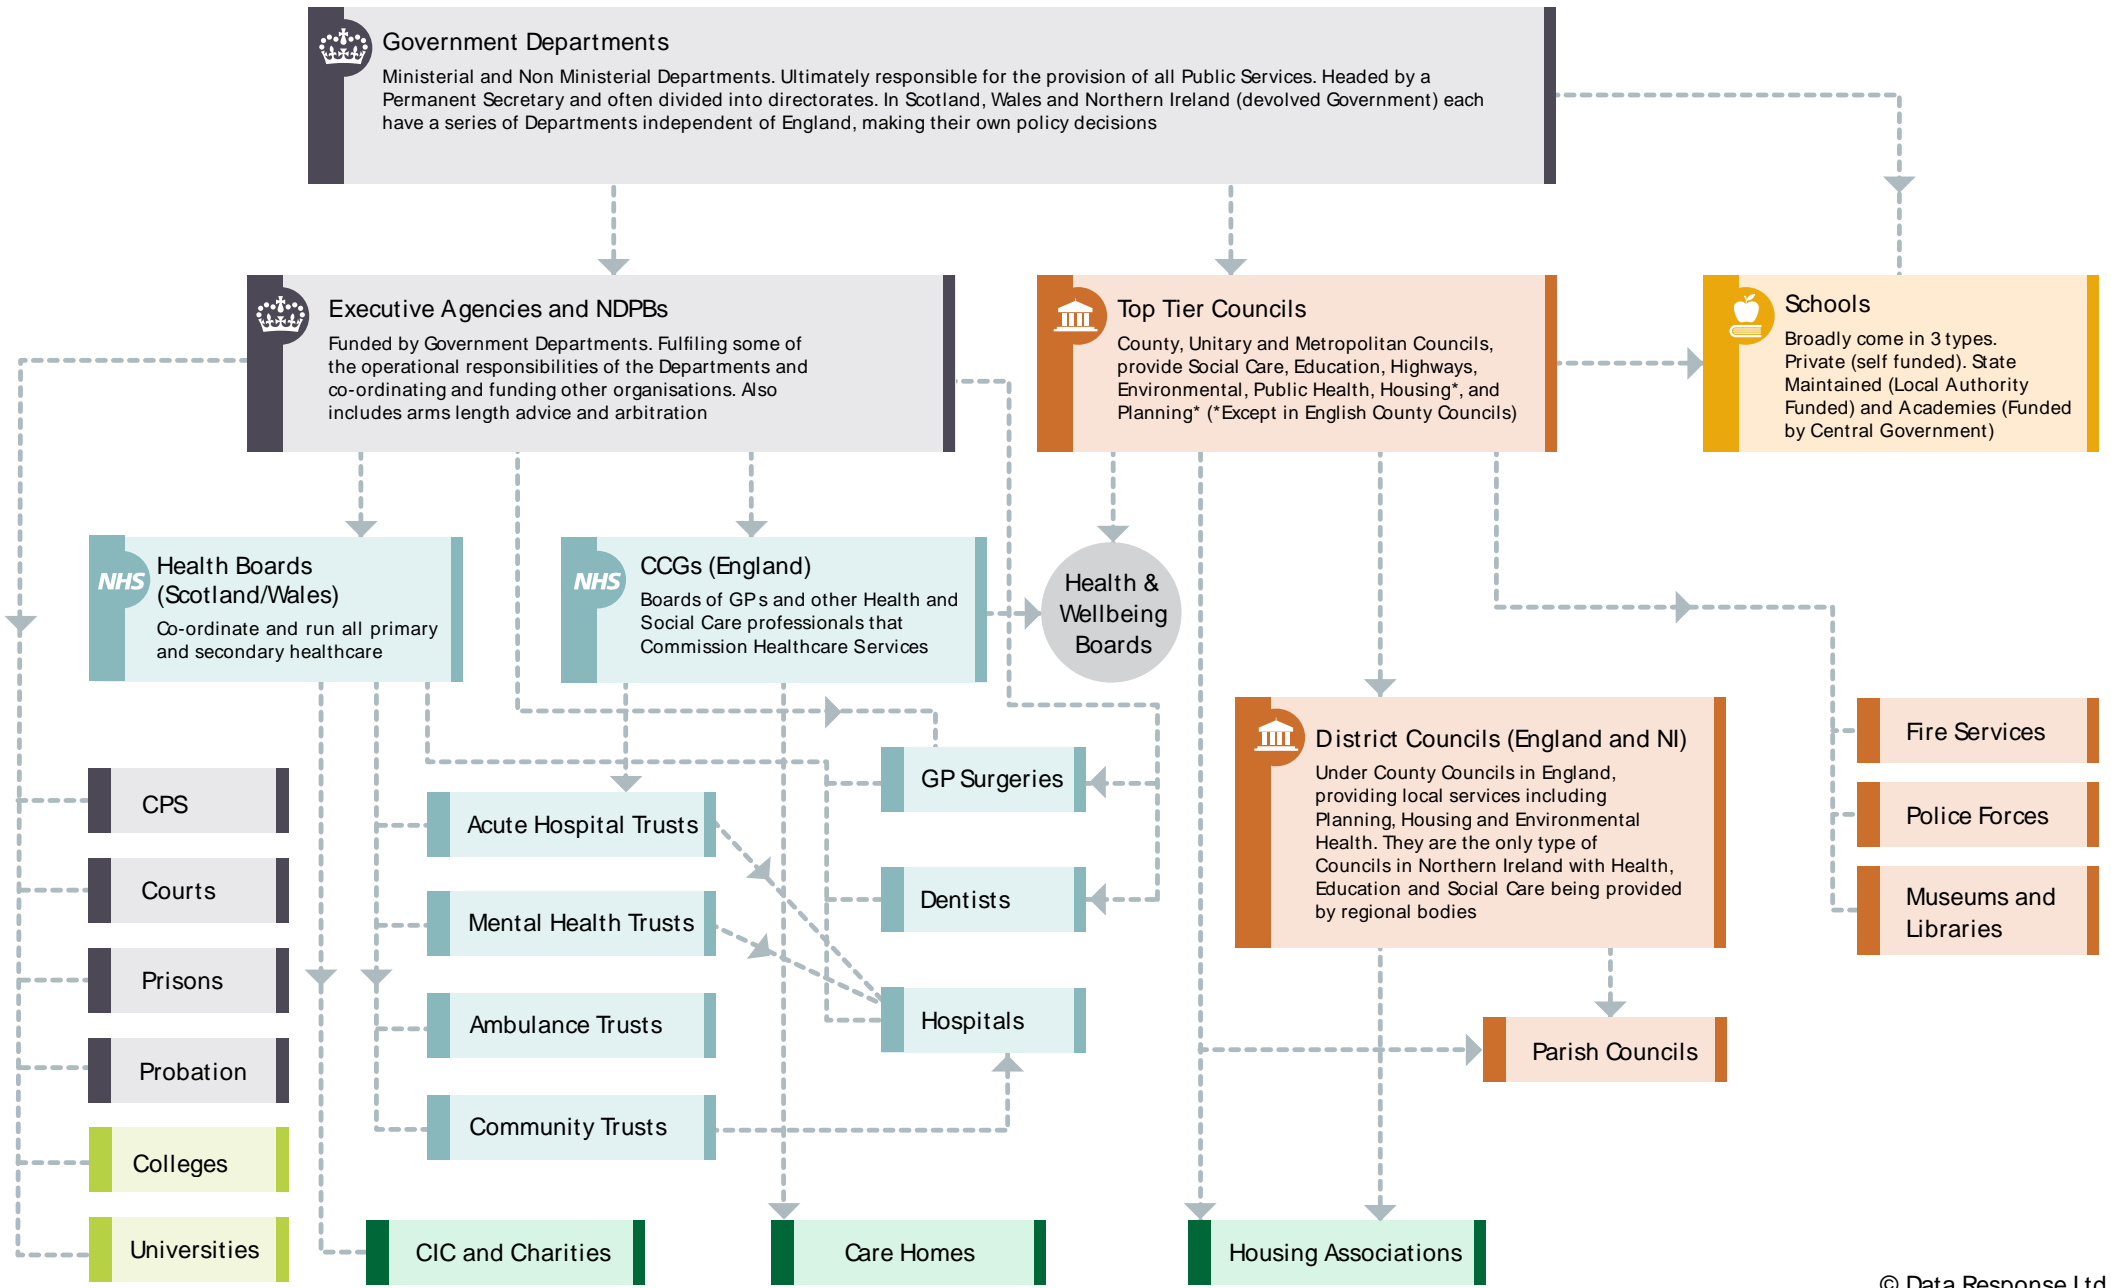 Government Departments
Ministerial and Non Ministerial Departments. Ultimately responsible for the provision of all Public Services. Headed by a
Permanent Secretary and often divided into directorates. In Scotland, Wales and Northern Ireland (devolved Government) each
have a series of Departments independent of England, making their own policy decisions
Executive Agencies and NDPBs
Funded by Government Departments. Fulfiling some of
the operational responsibilities of the Departments and
co-ordinating and funding other organisations. Also
includes arms length advice and arbitration
Top Tier Councils
County, Unitary and Metropolitan Councils,
provide Social Care, Education, Highways,
Environmental, Public Health, Housing*, and
Planning* (*Except in English County Councils)
Schools
Broadly come in 3 types.
Private (self funded). State
Maintained (Local Authority
Funded) and Academies (Funded
by Central Government)
NHS
Health Boards
(Scotland/Wales)
Co-ordinate and run all primary
and secondary healthcare
NHS
CCGs (England)
Boards of GPs and other Health and
Social Care professionals that
Commission Healthcare Services
Health &
Wellbeing
Boards
District Councils (England and NI)
Under County Councils in England,
providing local services including
Planning, Housing and Environmental
Health. They are the only type of
Councils in Northern Ireland with Health,
Education and Social Care being provided
by regional bodies
Fire Services
Police Forces
Museums and
Libraries
CPS
Courts
Prisons
Probation
Colleges
Universities
Acute Hospital Trusts
Mental Health Trusts
Ambulance Trusts
Community Trusts
GP Surgeries
Dentists
Hospitals
Parish Councils
CIC and Charities
Care Homes
Housing Associations
© Data Response Ltd